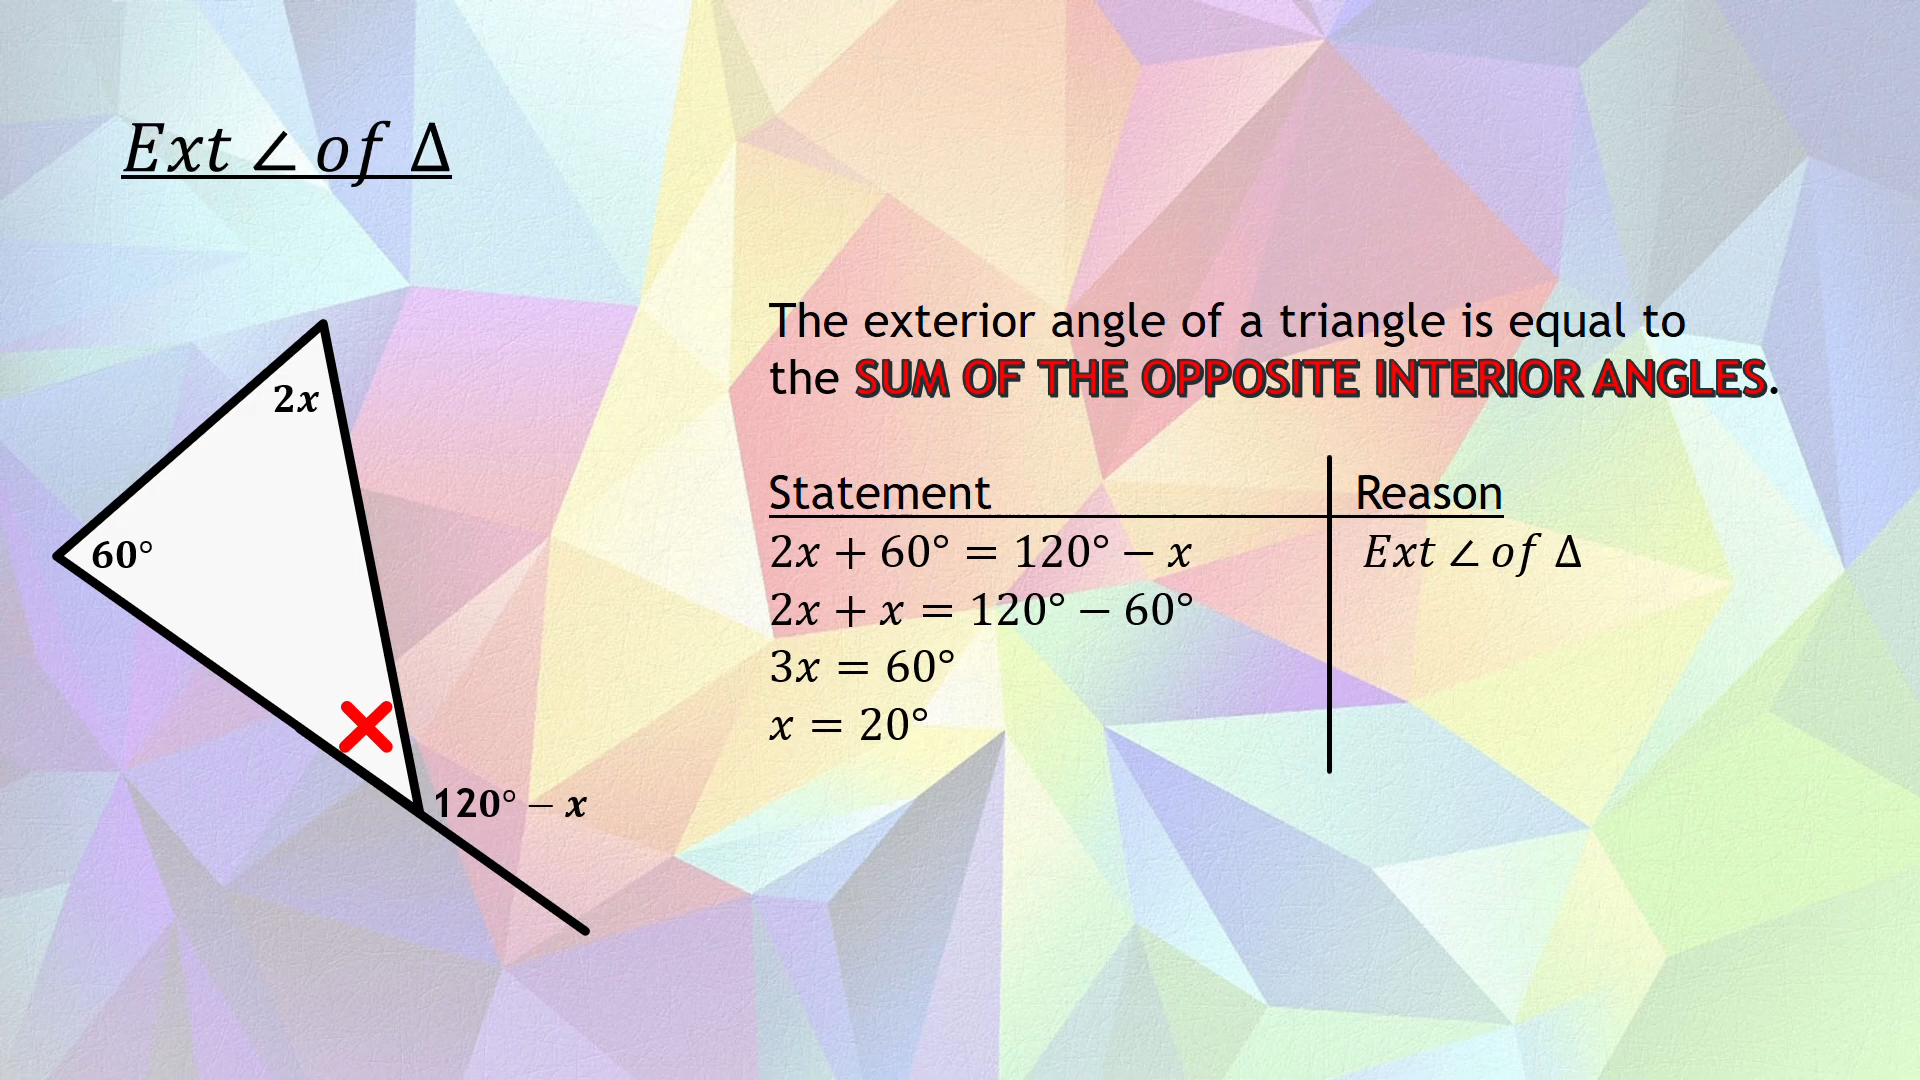 Ext ∠ of Δ
The exterior angle of a triangle is equal to
the SUM OF THE OPPOSITE INTERIOR ANGLES.
2x
60°
120° − x
Statement Reason
2x + 60° = 120° − x Ext ∠ of Δ
2x + x = 120° − 60°
3x = 60°
x = 20°